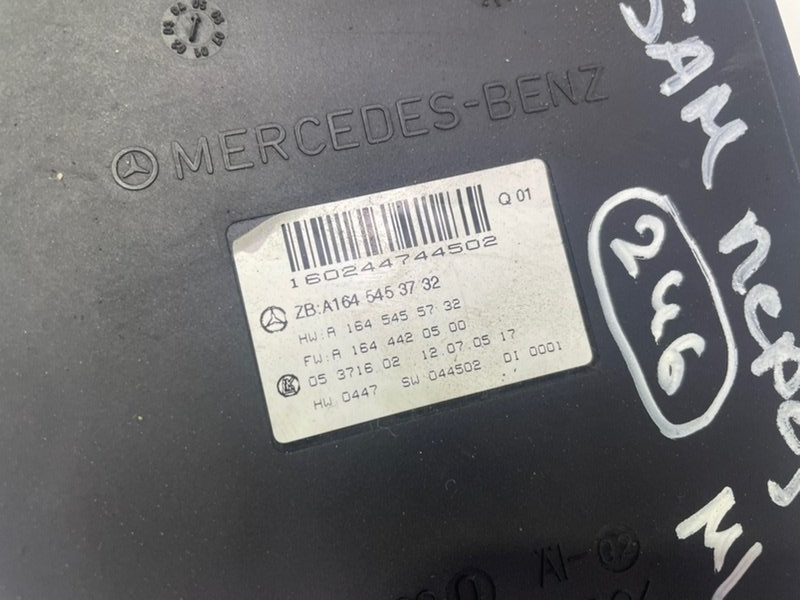 MERCEDES-BENZ
Q 01
160244744502
ZB:A164 545 37 32
HW:A 164 545 57 32
FW:A 164 442 05 00
05 3716 02 12.07.05 17
HW 0447 SW 044502 DI 0001
SAM перед
246